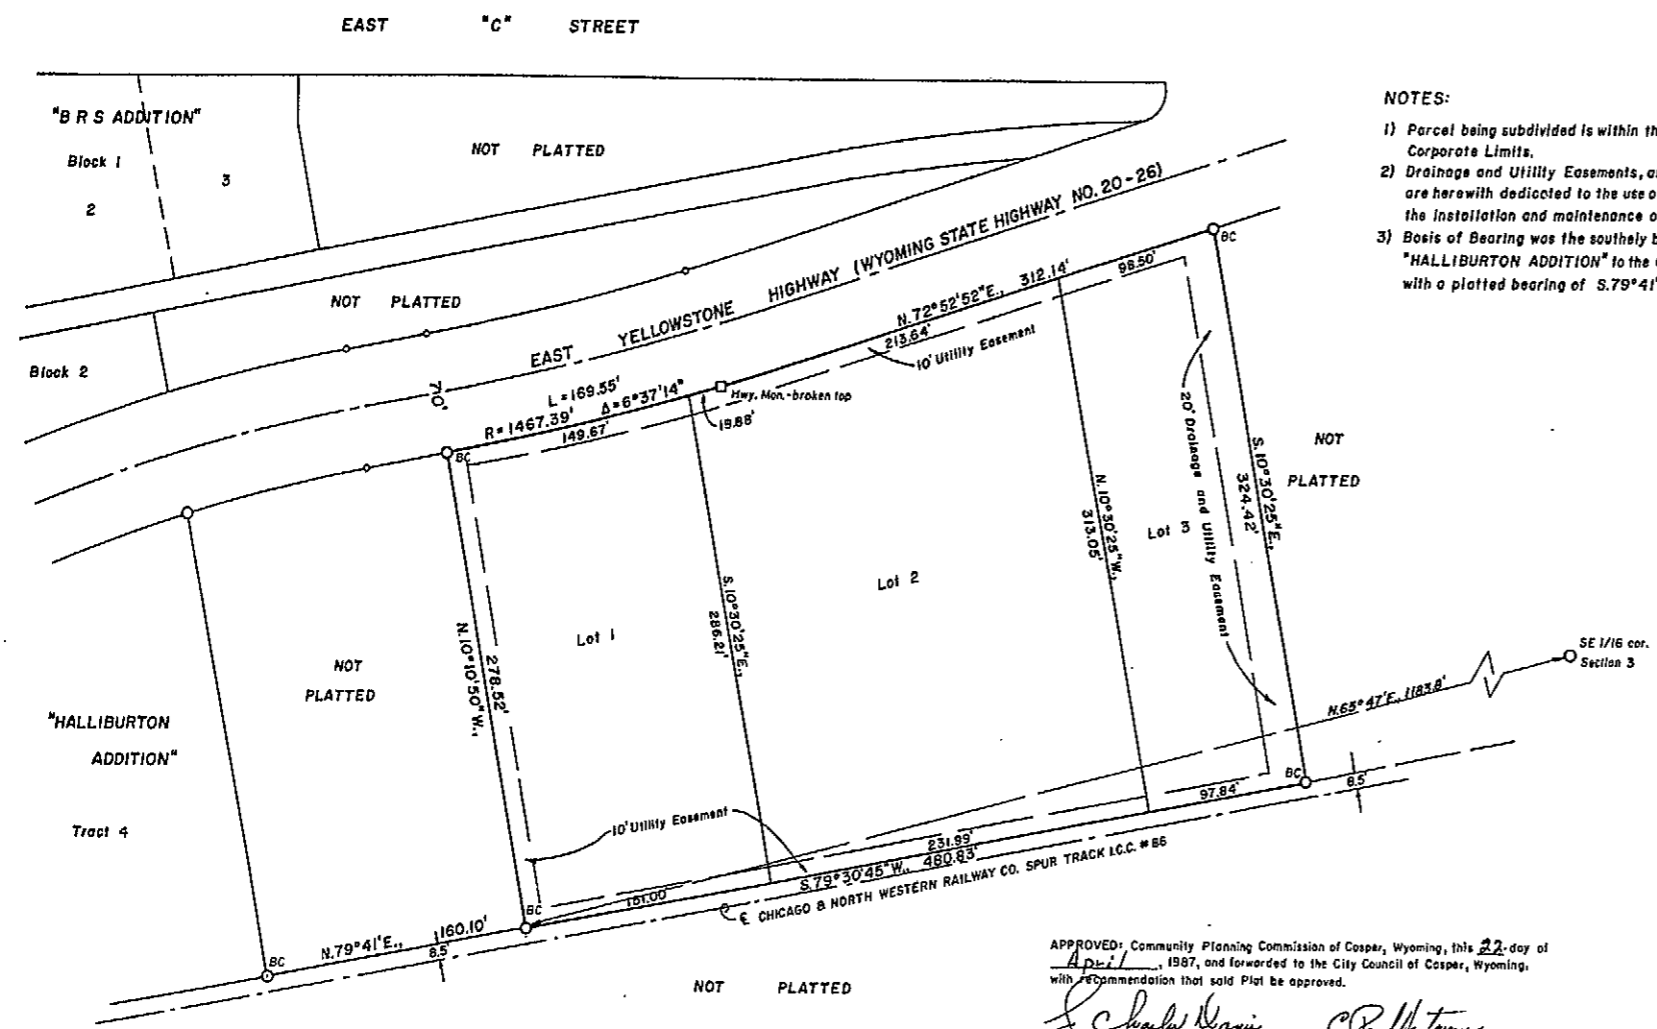 EAST "C" STREET
"B R S ADDITION"
Block 1
2
3
NOT PLATTED
NOT PLATTED
Block 2
70'
EAST YELLOWSTONE HIGHWAY (WYOMING STATE HIGHWAY NO. 20-26)
L = 169.55'
R = 1467.39' Δ = 6°37'14"
149.67'
19.88'
Hwy. Mon.-broken top
N.72°52'52"E., 312.14'
213.64'
98.50'
10' Utility Easement
BC
BC
NOTES:
1) Parcel being subdivided is within th
Corporate Limits.
2) Drainage and Utility Easements, a
are herewith dedicated to the use o
the installation and maintenance o
3) Basis of Bearing was the southely b
"HALLIBURTON ADDITION" to the
with a platted bearing of S.79°41'
NOT
PLATTED
S.10°30'25"E.,
324.42'
20' Drainage and Utility Easement
Lot 3
N.10°30'25"W.,
313.05'
Lot 2
S.10°30'25"E.,
286.21'
Lot 1
N.10°10'50"W.,
278.52'
NOT
PLATTED
"HALLIBURTON
ADDITION"
Tract 4
SE 1/16 cor.
Section 3
N.65°47'E., 1183.8'
BC
8.5'
97.84'
10' Utility Easement
231.99'
S.79°30'45"W., 480.83'
151.00'
℄ CHICAGO & NORTH WESTERN RAILWAY CO. SPUR TRACK I.C.C. # 86
BC
N.79°41'E., 160.10'
8.5'
BC
NOT PLATTED
APPROVED: Community Planning Commission of Casper, Wyoming, this 22 day of
April, 1987, and forwarded to the City Council of Casper, Wyoming,
with recommendation that said Plat be approved.